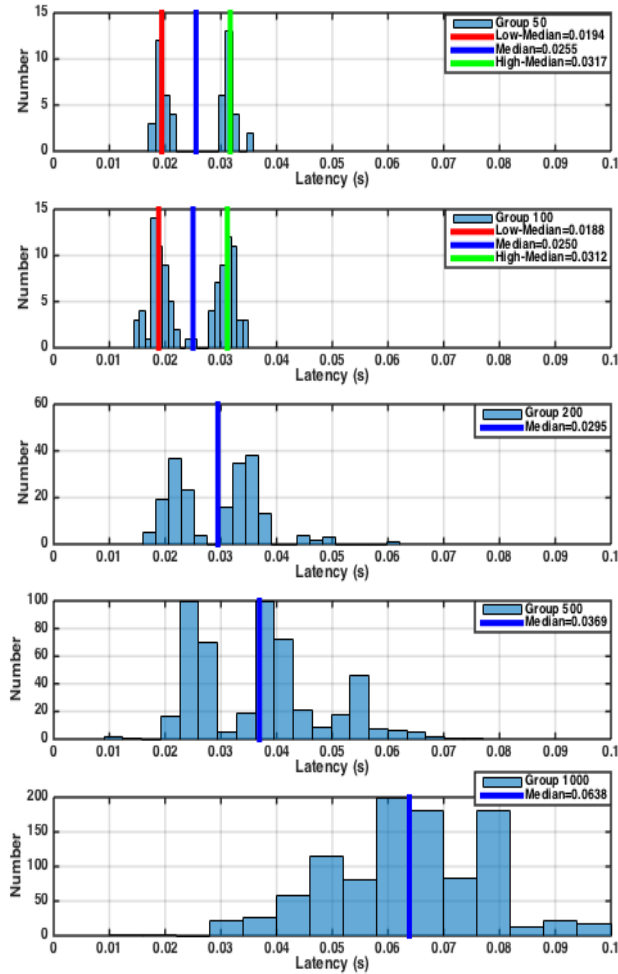 15
10
5
0
Number
Group 50
Low-Median=0.0194
Median=0.0255
High-Median=0.0317
0 0.01 0.02 0.03 0.04 0.05 0.06 0.07 0.08 0.09 0.1
Latency (s)
15
10
5
0
Number
Group 100
Low-Median=0.0188
Median=0.0250
High-Median=0.0312
0 0.01 0.02 0.03 0.04 0.05 0.06 0.07 0.08 0.09 0.1
Latency (s)
60
40
20
0
Number
Group 200
Median=0.0295
0 0.01 0.02 0.03 0.04 0.05 0.06 0.07 0.08 0.09 0.1
Latency (s)
100
80
60
40
20
0
Number
Group 500
Median=0.0369
0 0.01 0.02 0.03 0.04 0.05 0.06 0.07 0.08 0.09 0.1
Latency (s)
200
150
100
50
0
Number
Group 1000
Median=0.0638
0 0.01 0.02 0.03 0.04 0.05 0.06 0.07 0.08 0.09 0.1
Latency (s)